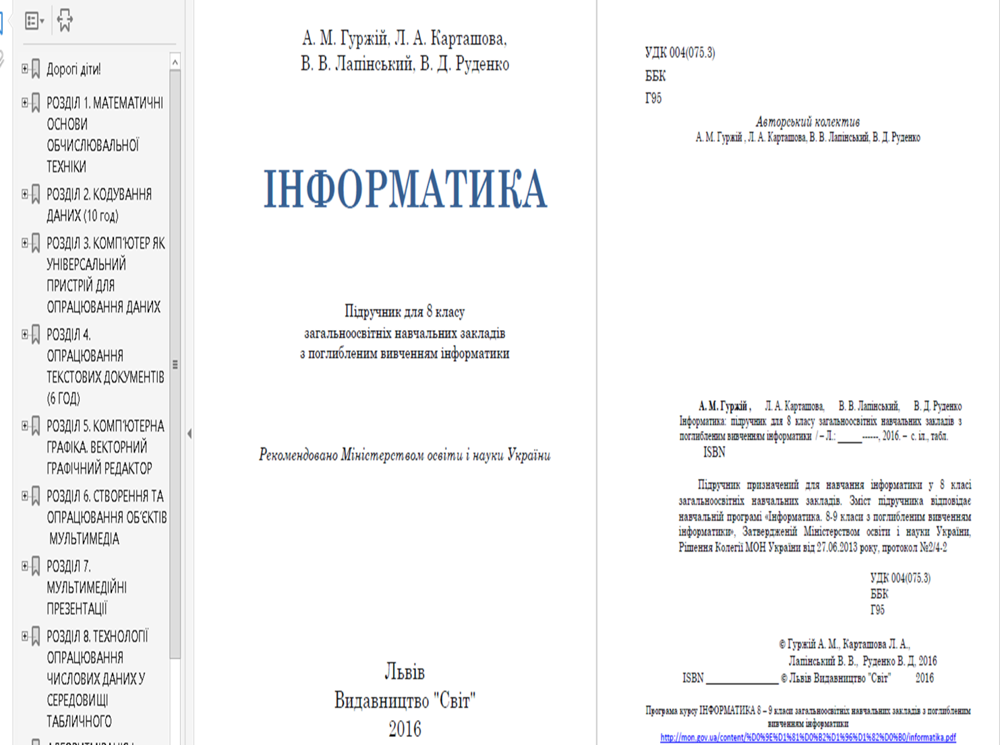 Дорогі діти!
РОЗДІЛ 1. МАТЕМАТИЧНІ
ОСНОВИ
ОБЧИСЛЮВАЛЬНОЇ
ТЕХНІКИ
РОЗДІЛ 2. КОДУВАННЯ
ДАНИХ (10 год)
РОЗДІЛ 3. КОМП'ЮТЕР ЯК
УНІВЕРСАЛЬНИЙ
ПРИСТРІЙ ДЛЯ
ОПРАЦЮВАННЯ ДАНИХ
РОЗДІЛ 4.
ОПРАЦЮВАННЯ
ТЕКСТОВИХ ДОКУМЕНТІВ
(6 ГОД)
РОЗДІЛ 5. КОМП'ЮТЕРНА
ГРАФІКА. ВЕКТОРНИЙ
ГРАФІЧНИЙ РЕДАКТОР
РОЗДІЛ 6. СТВОРЕННЯ ТА
ОПРАЦЮВАННЯ ОБ'ЄКТІВ
МУЛЬТИМЕДІА
РОЗДІЛ 7.
МУЛЬТИМЕДІЙНІ
ПРЕЗЕНТАЦІЇ
РОЗДІЛ 8. ТЕХНОЛОГІЇ
ОПРАЦЮВАННЯ
ЧИСЛОВИХ ДАНИХ У
СЕРЕДОВИЩІ
ТАБЛИЧНОГО
А. М. Гуржій, Л. А. Карташова,
В. В. Лапінський, В. Д. Руденко
ІНФОРМАТИКА
Підручник для 8 класу
загальноосвітніх навчальних закладів
з поглибленим вивченням інформатики
Рекомендовано Міністерством освіти і науки України
Львів
Видавництво "Світ"
2016
УДК 004(075.3)
ББК
Г95
Авторський колектив
А. М. Гуржій , Л. А. Карташова, В. В. Лапінський, В. Д. Руденко
А. М. Гуржій , Л. А. Карташова, В. В. Лапінський, В. Д. Руденко
Інформатика: підручник для 8 класу загальноосвітніх навчальних закладів з
поглибленим вивченням інформатики / – Л.: _____------, 2016. – с. іл., табл.
ISBN
Підручник призначений для навчання інформатики у 8 класі
загальноосвітніх навчальних закладів. Зміст підручника відповідає
навчальній програмі «Інформатика. 8-9 класи з поглибленим вивченням
інформатики», Затвердженій Міністерством освіти і науки України,
Рішення Колегії МОН України від 27.06.2013 року, протокол №2/4-2
УДК 004(075.3)
ББК
Г95
© Гуржій А. М., Карташова Л. А.,
Лапінський В. В., Руденко В. Д, 2016
ISBN _______________ © Львів Видавництво "Світ" 2016
Програма курсу ІНФОРМАТИКА 8 – 9 класи загальноосвітніх навчальних закладів з поглибленим
вивченням інформатики
http://mon.gov.ua/content/%D0%9E%D1%81%D0%B2%D1%96%D1%82%D0%B0/informatika.pdf